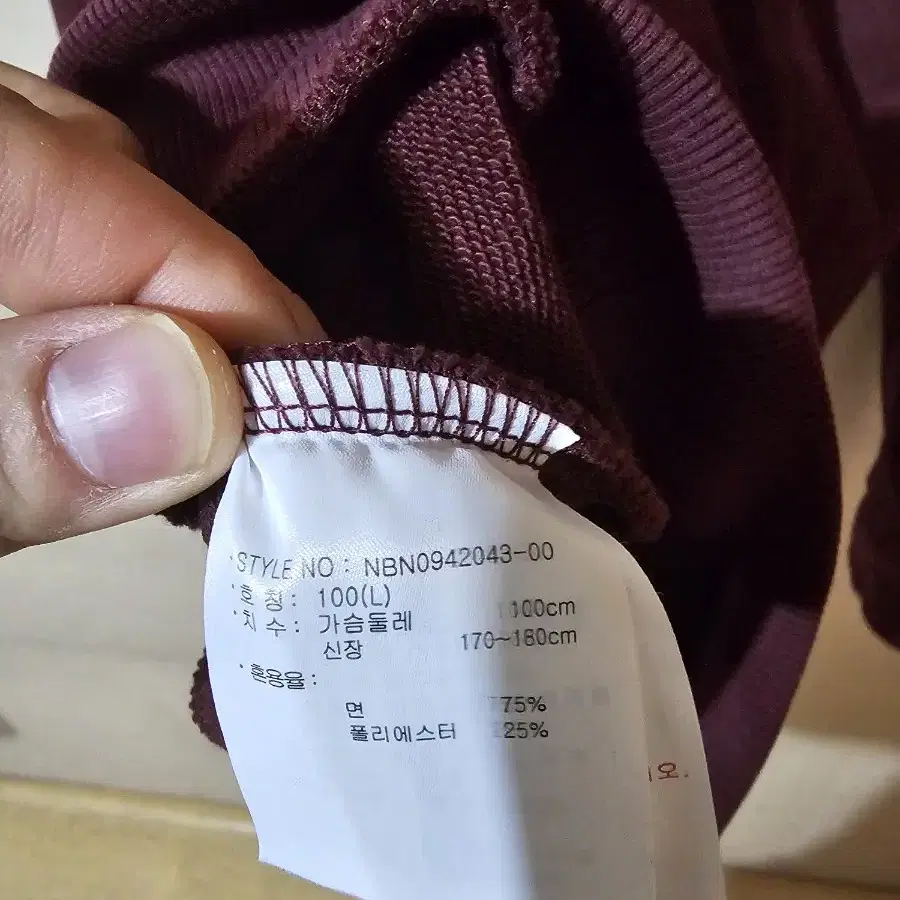 ·STYLE NO : NBN0942043-00
·호 칭 : 100(L)
·치 수 : 가슴둘레 100cm
신장 170~180cm
·혼용율 :
면 75%
폴리에스터 25%
오.